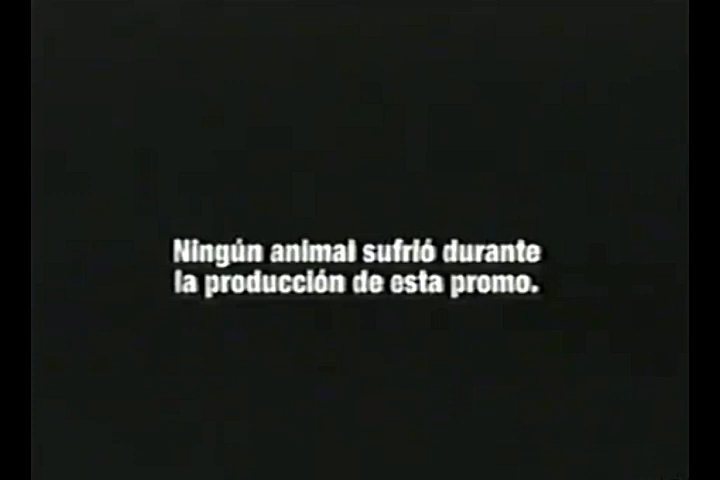 Ningún animal sufrió durante
la producción de esta promo.